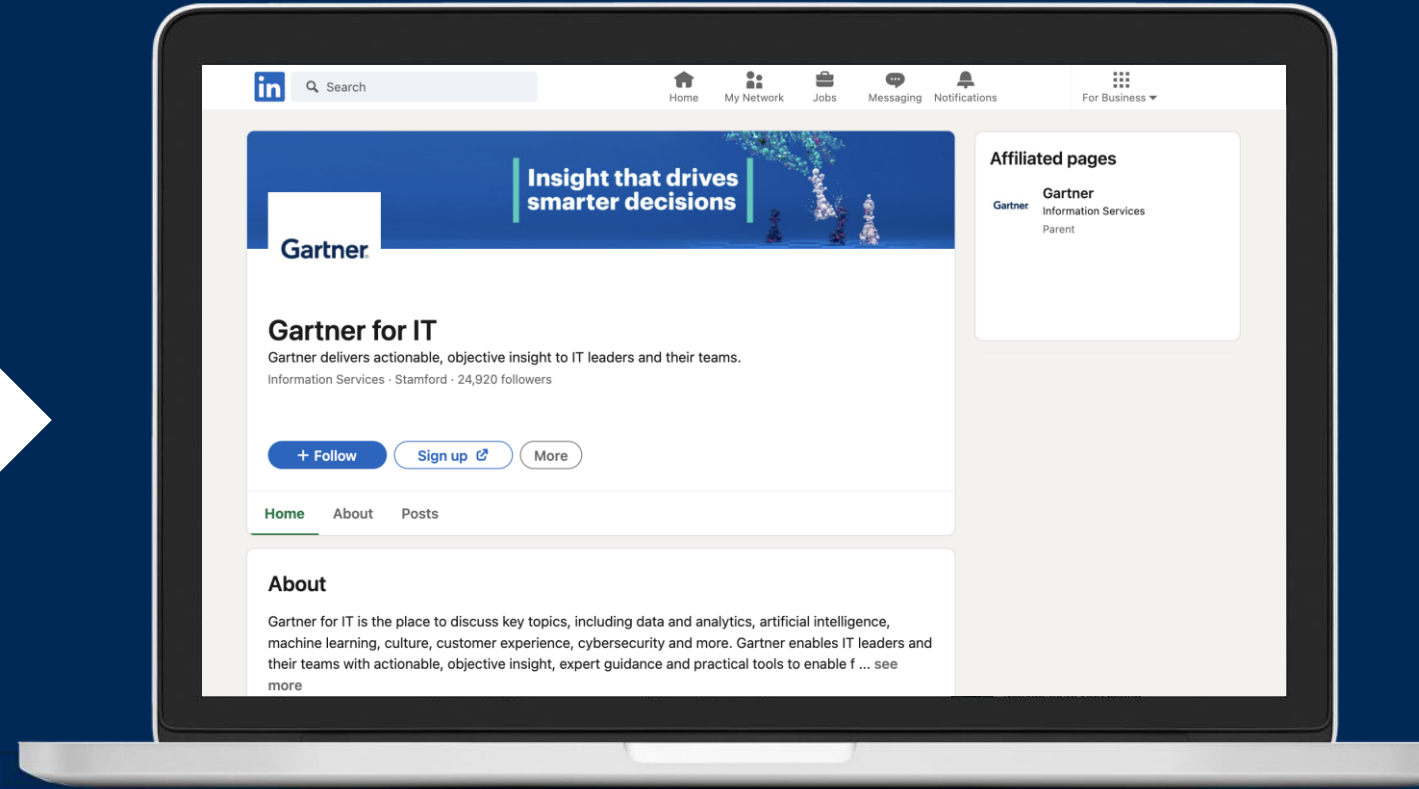 in
Search
Home
My Network
Jobs
Messaging
Notifications
For Business
Insight that drives
smarter decisions
Gartner®
Gartner for IT
Gartner delivers actionable, objective insight to IT leaders and their teams.
Information Services · Stamford · 24,920 followers
+ Follow
Sign up
More
Home
About
Posts
About
Gartner for IT is the place to discuss key topics, including data and analytics, artificial intelligence,
machine learning, culture, customer experience, cybersecurity and more. Gartner enables IT leaders and
their teams with actionable, objective insight, expert guidance and practical tools to enable f ... see
more
Affiliated pages
Gartner
Gartner
Information Services
Parent